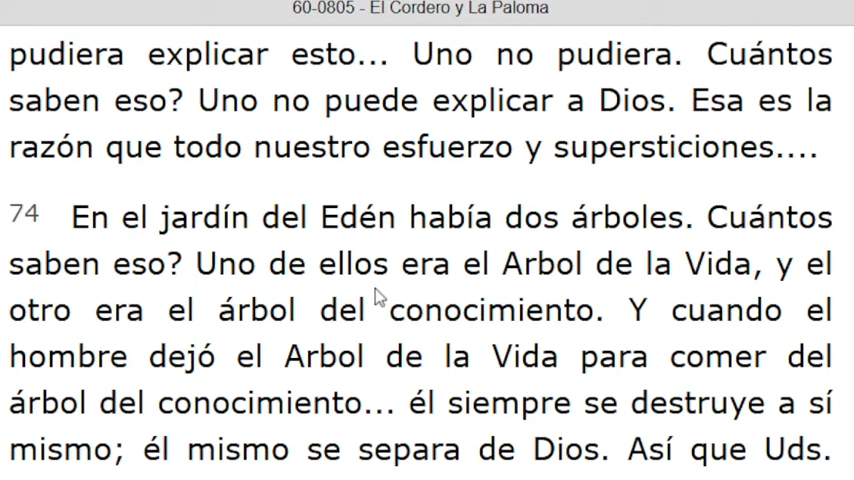 60-0805 - El Cordero y La Paloma
pudiera explicar esto... Uno no pudiera. Cuántos
saben eso? Uno no puede explicar a Dios. Esa es la
razón que todo nuestro esfuerzo y supersticiones....
74 En el jardín del Edén había dos árboles. Cuántos
saben eso? Uno de ellos era el Arbol de la Vida, y el
otro era el árbol del conocimiento. Y cuando el
hombre dejó el Arbol de la Vida para comer del
árbol del conocimiento... él siempre se destruye a sí
mismo; él mismo se separa de Dios. Así que Uds.